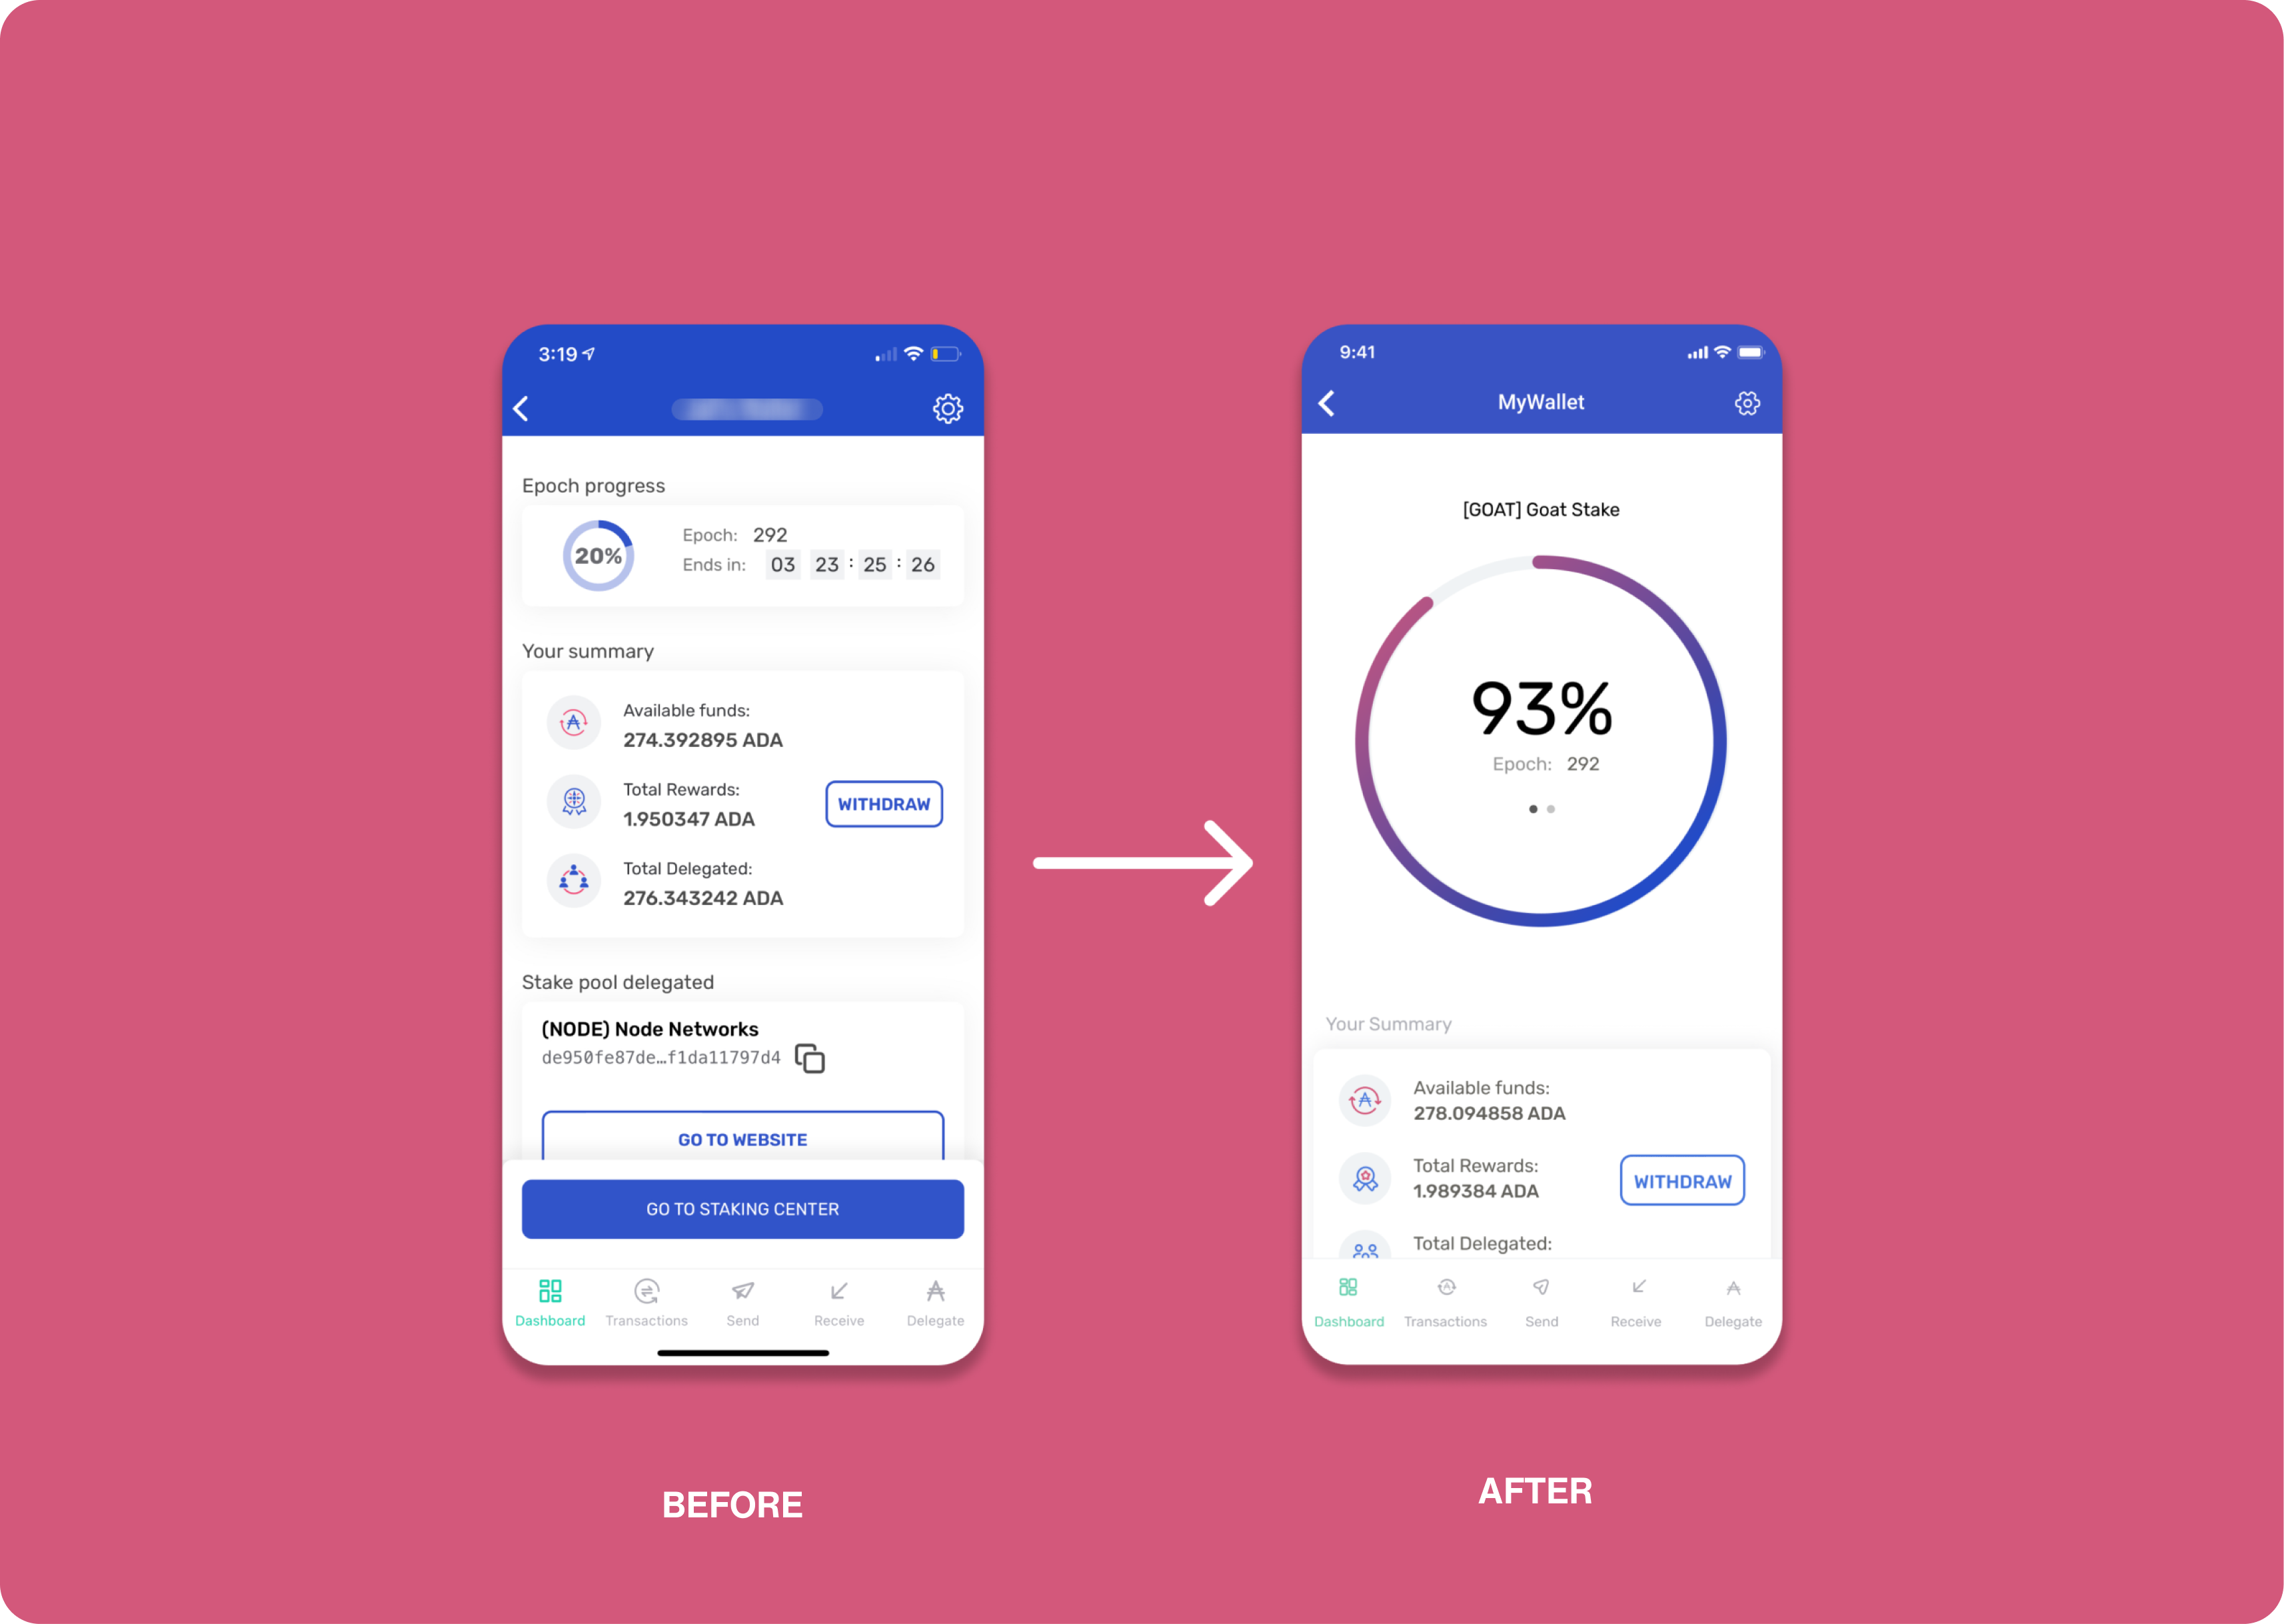 3:19
Epoch progress
20%
Epoch: 292
Ends in: 03 23 : 25 : 26
Your summary
Available funds:
274.392895 ADA
Total Rewards:
1.950347 ADA
WITHDRAW
Total Delegated:
276.343242 ADA
Stake pool delegated
(NODE) Node Networks
de950fe87de…f1da11797d4
GO TO WEBSITE
GO TO STAKING CENTER
Dashboard Transactions Send Receive Delegate
BEFORE
9:41
MyWallet
[GOAT] Goat Stake
93%
Epoch: 292
Your Summary
Available funds:
278.094858 ADA
Total Rewards:
1.989384 ADA
WITHDRAW
Total Delegated:
Dashboard Transactions Send Receive Delegate
AFTER